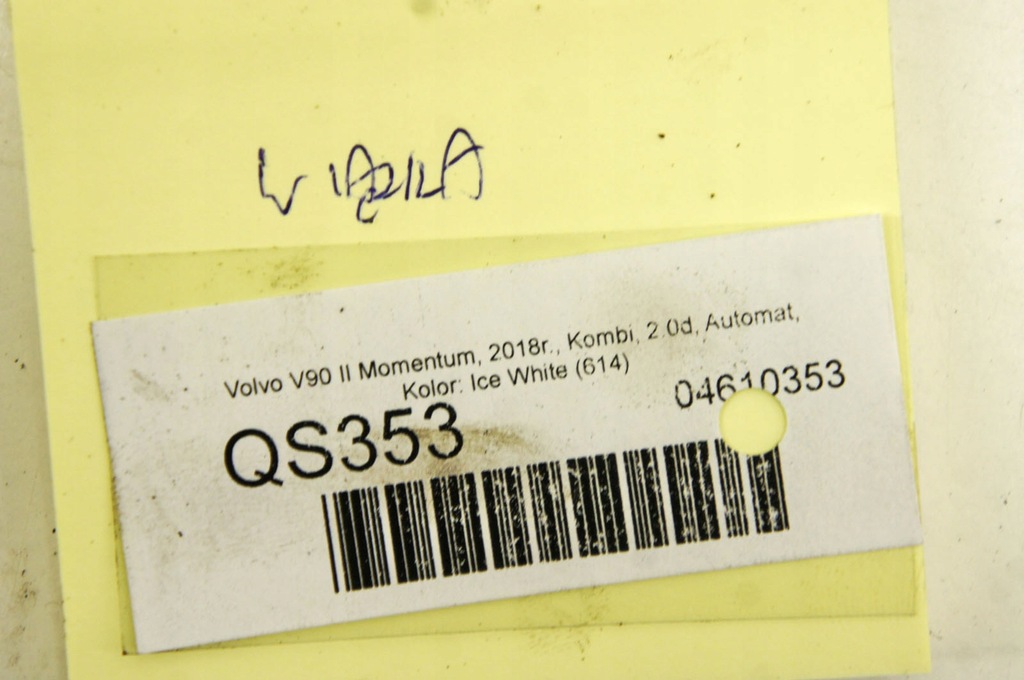 Volvo V90 II Momentum, 2018r., Kombi, 2.0d, Automat,
Kolor: Ice White (614)
04610353
QS353